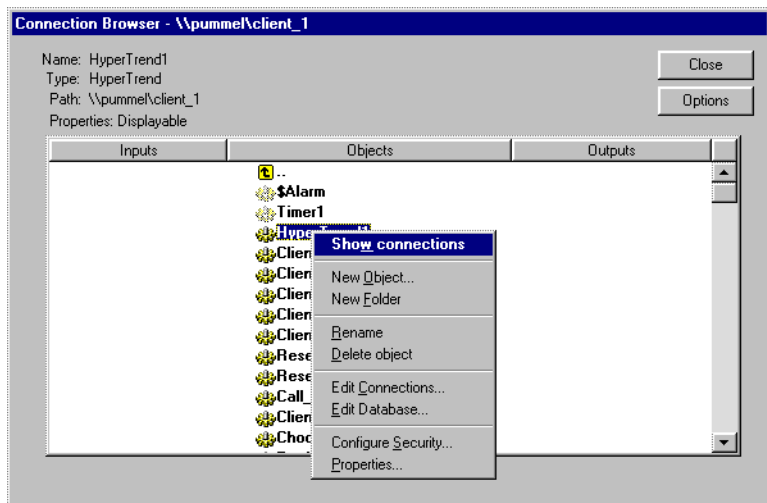 Connection Browser - \\pummel\client_1
Name: HyperTrend1
Type: HyperTrend
Path: \\pummel\client_1
Properties: Displayable
Close
Options
Inputs Objects Outputs
..
$Alarm
Timer1
Show connections
New Object...
New Folder
Rename
Delete object
Edit Connections...
Edit Database...
Configure Security...
Properties...